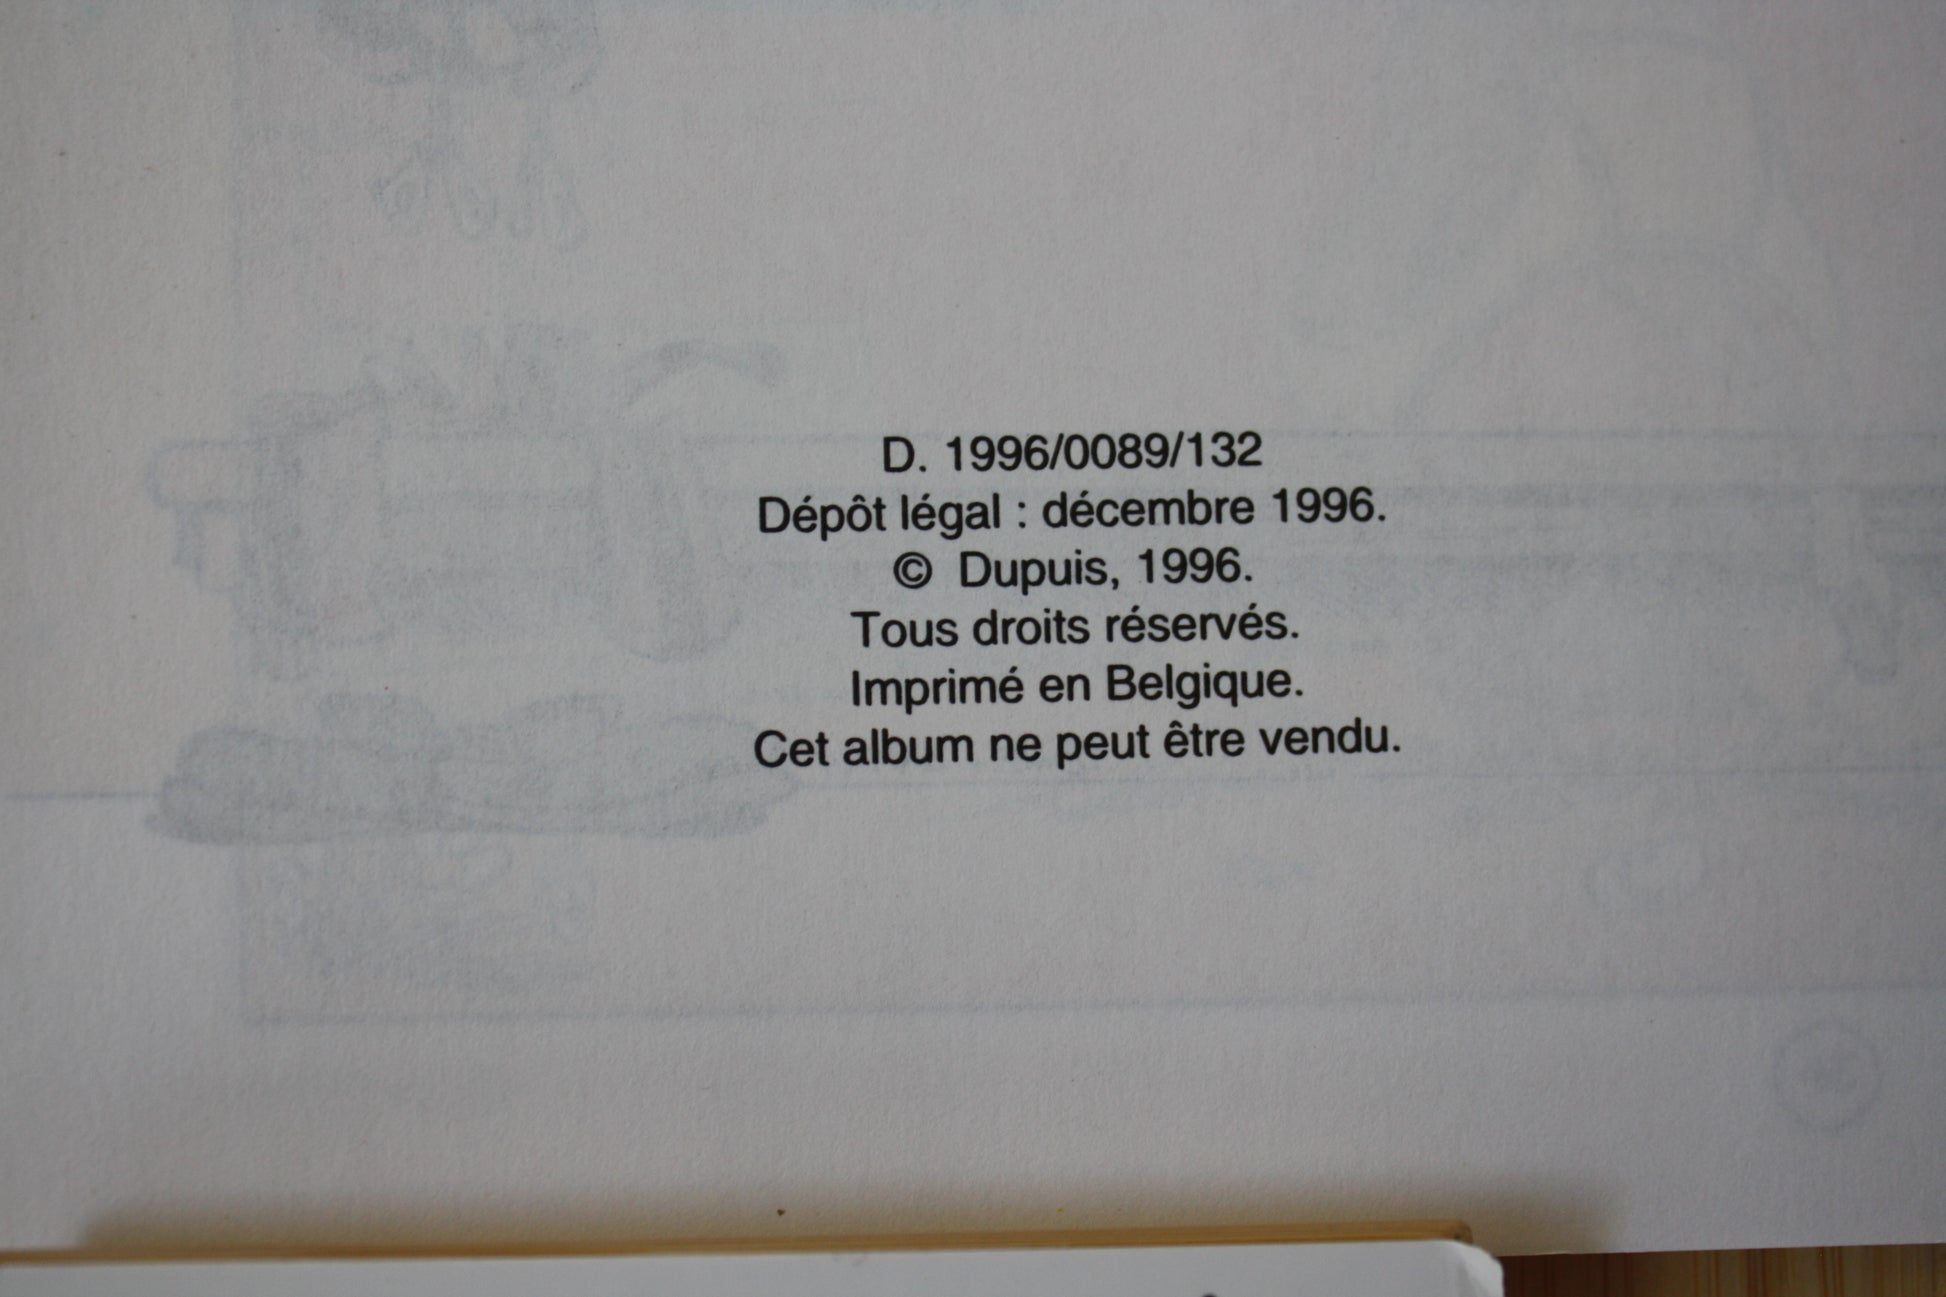 D. 1996/0089/132
Dépôt légal : décembre 1996.
© Dupuis, 1996.
Tous droits réservés.
Imprimé en Belgique.
Cet album ne peut être vendu.